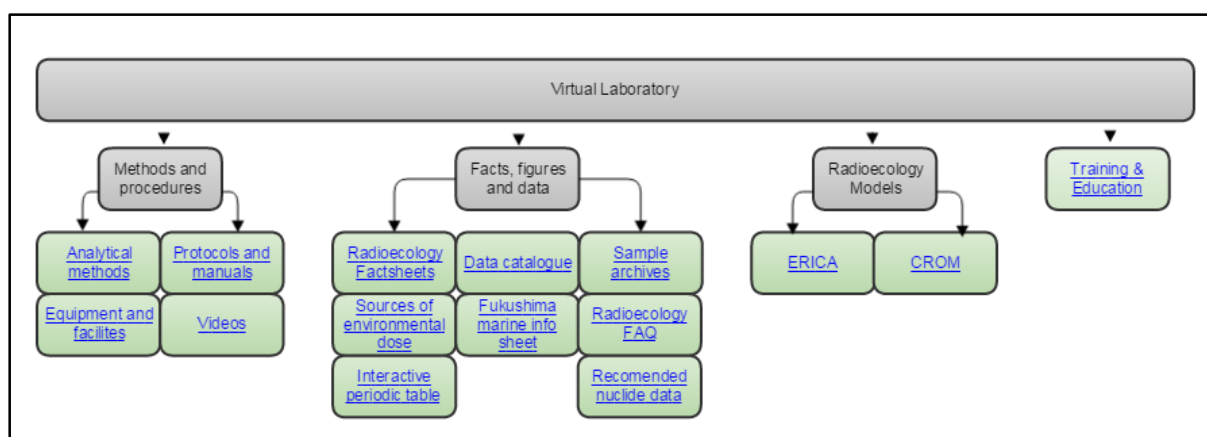 Virtual Laboratory
Methods and
procedures
Facts, figures
and data
Radioecology
Models
Training &
Education
Analytical
methods
Protocols and
manuals
Equipment and
facilites
Videos
Radioecology
Factsheets
Data catalogue
Sample
archives
Sources of
environmental
dose
Fukushima
marine info
sheet
Radioecology
FAQ
Interactive
periodic table
Recomended
nuclide data
ERICA
CROM